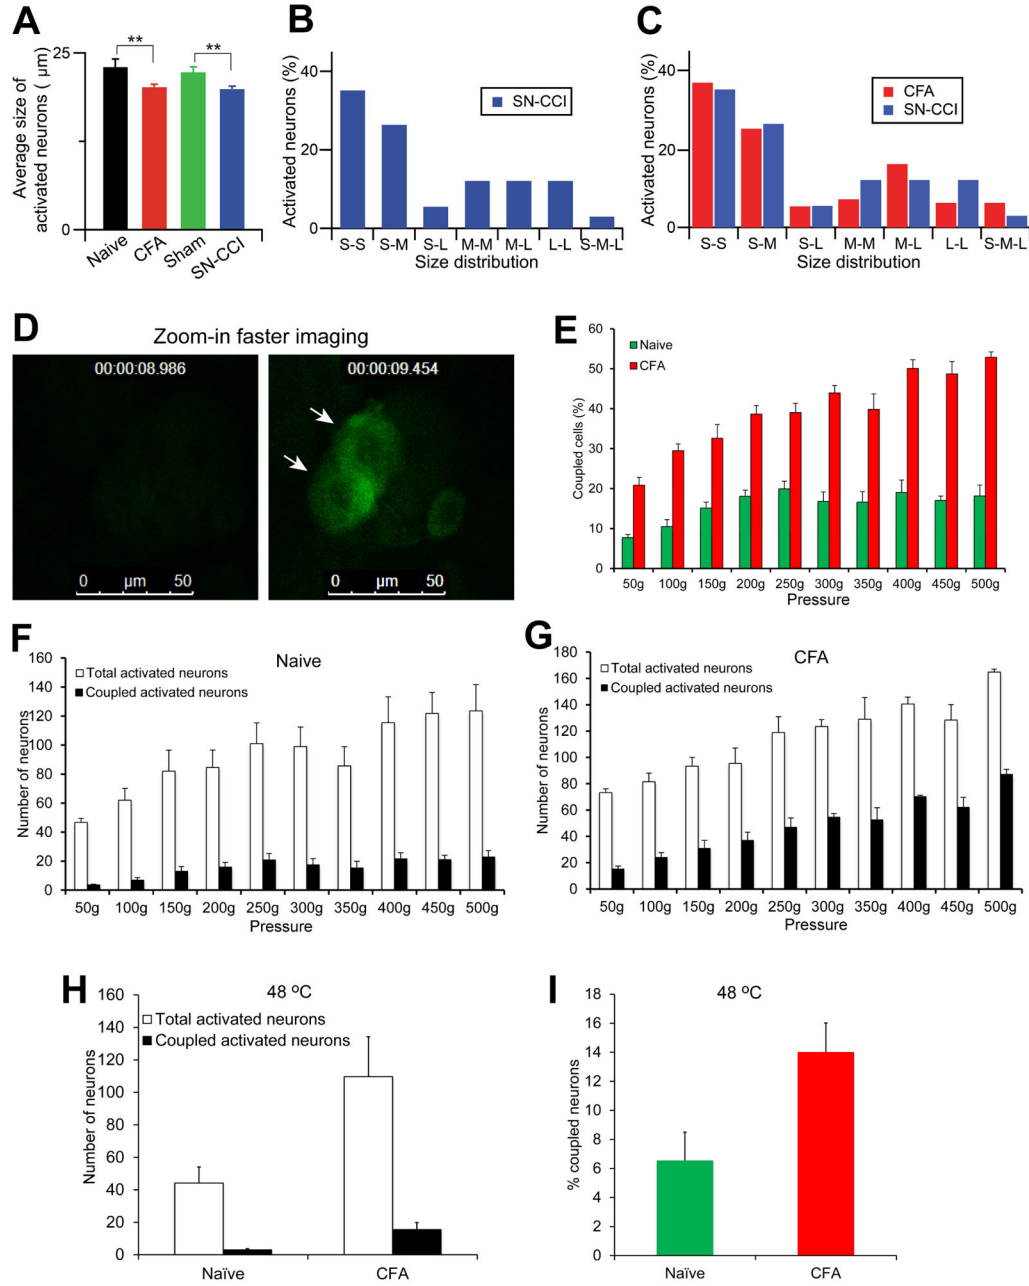 A
**
**
25
0
Average size of
activated neurons ( μm)
Naive
CFA
Sham
SN-CCI
B
40
20
0
Activated neurons (%)
SN-CCI
S-S S-M S-L M-M M-L L-L S-M-L
Size distribution
C
40
20
0
Activated neurons (%)
CFA
SN-CCI
S-S S-M S-L M-M M-L L-L S-M-L
Size distribution
D
Zoom-in faster imaging
00:00:08.986
0 μm 50
00:00:09.454
0 μm 50
E
60
50
40
30
20
10
0
Coupled cells (%)
Naive
CFA
50g 100g 150g 200g 250g 300g 350g 400g 450g 500g
Pressure
F
160
140
120
100
80
60
40
20
0
Number of neurons
Naive
Total activated neurons
Coupled activated neurons
50g 100g 150g 200g 250g 300g 350g 400g 450g 500g
Pressure
G
180
160
140
120
100
80
60
40
20
0
Number of neurons
CFA
Total activated neurons
Coupled activated neurons
50g 100g 150g 200g 250g 300g 350g 400g 450g 500g
Pressure
H
48 ºC
160
140
120
100
80
60
40
20
0
Number of neurons
Total activated neurons
Coupled activated neurons
Naïve CFA
I
48 ºC
18
16
14
12
10
8
6
4
2
0
% coupled neurons
Naïve CFA